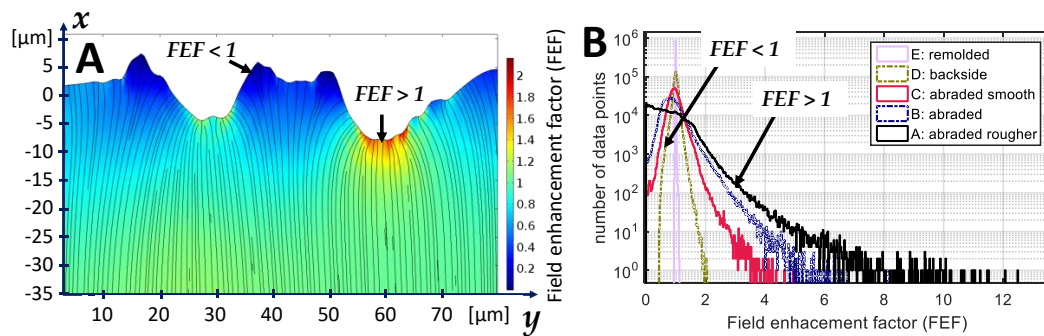 A
x
[µm]
5
0
-5
-10
-15
-20
-25
-30
-35
10 20 30 40 50 60 70 [µm] y
FEF < 1
FEF > 1
2
1.8
1.6
1.4
1.2
1
0.8
0.6
0.4
0.2
Field enhancement factor (FEF)
B
10^6
10^5
10^4
10^3
10^2
10^1
10^0
number of data points
FEF < 1
FEF > 1
E: remolded
D: backside
C: abraded smooth
B: abraded
A: abraded rougher
0 2 4 6 8 10 12
Field enhacement factor (FEF)